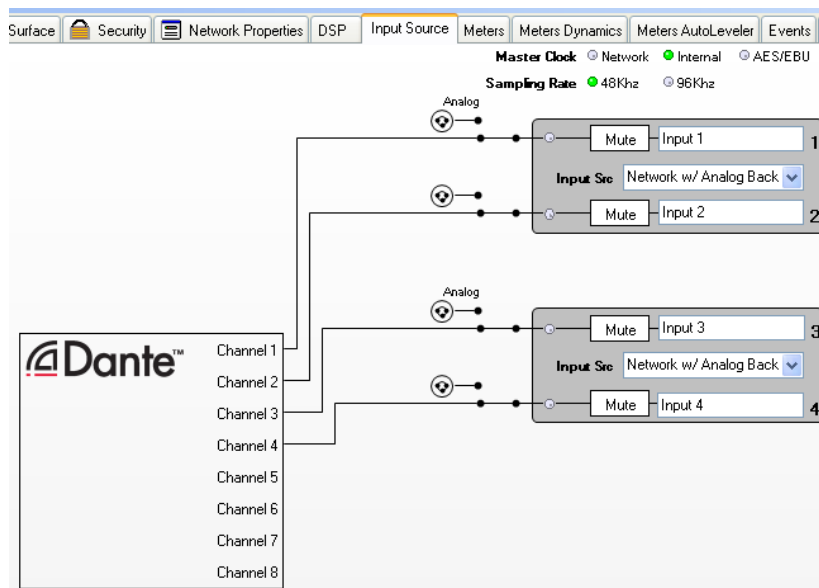 Surface Security Network Properties DSP Input Source Meters Meters Dynamics Meters AutoLeveler Events
Master Clock Network Internal AES/EBU
Sampling Rate 48Khz 96Khz
Analog
Mute Input 1 1
Input Src Network w/ Analog Back
Mute Input 2 2
Analog
Mute Input 3 3
Input Src Network w/ Analog Back
Mute Input 4 4
Dante™
Channel 1
Channel 2
Channel 3
Channel 4
Channel 5
Channel 6
Channel 7
Channel 8